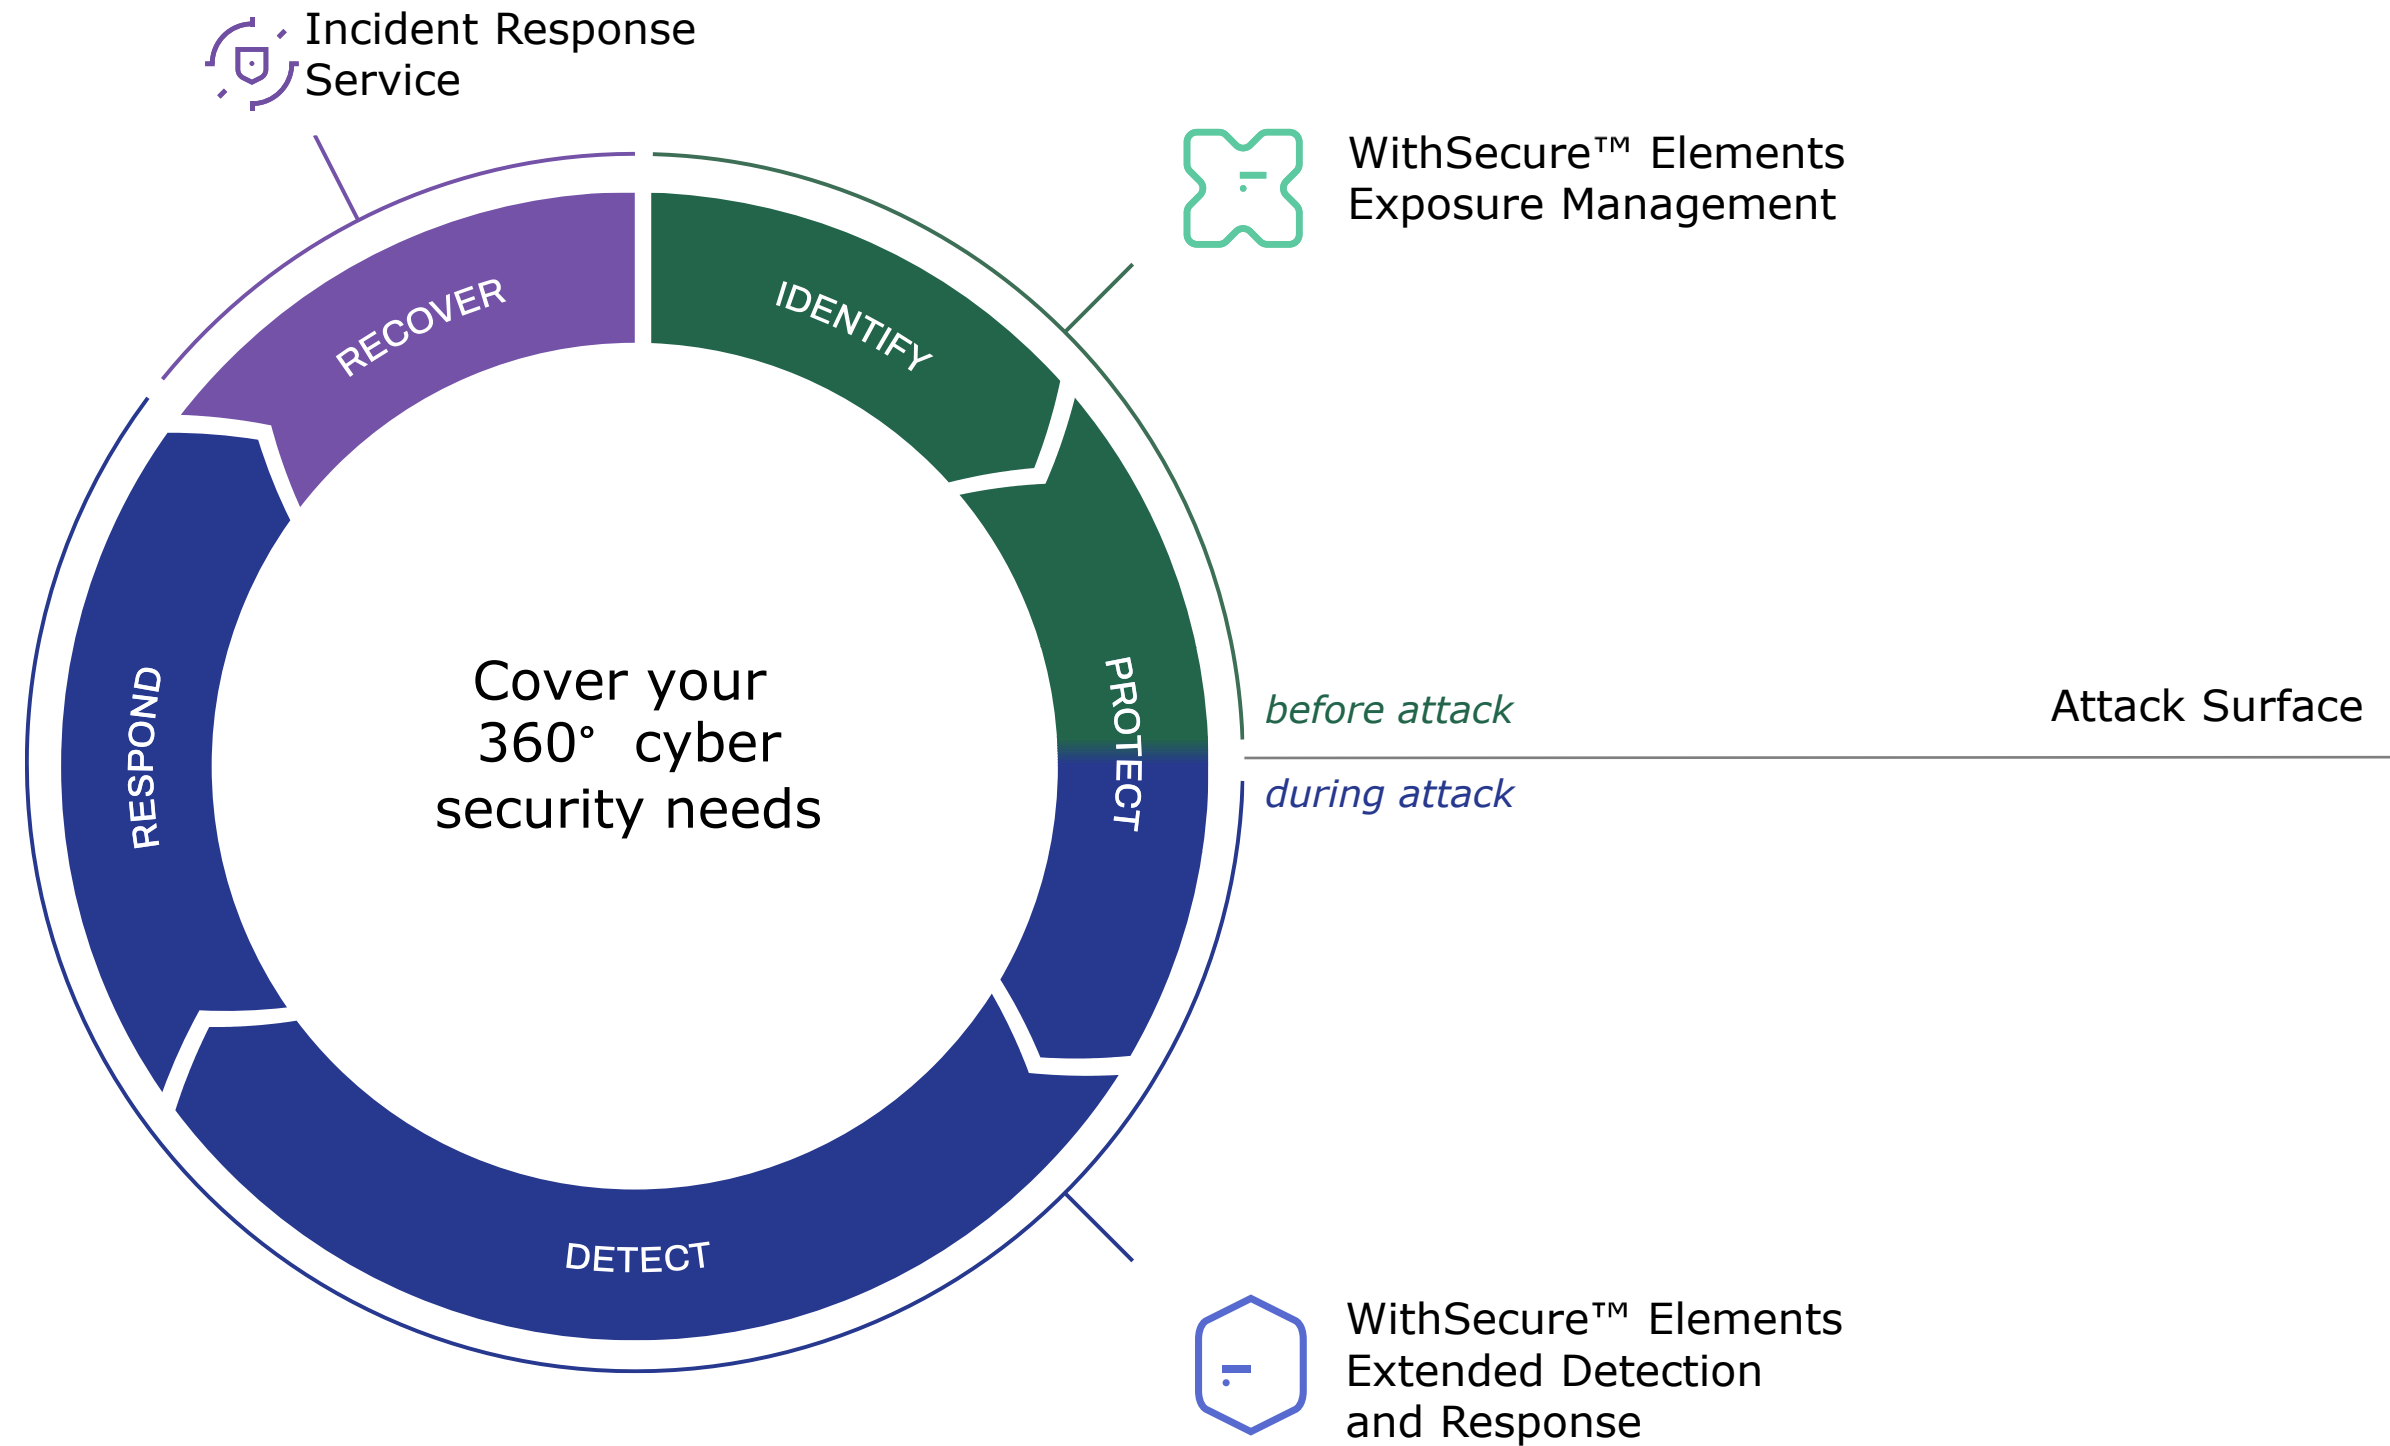 Incident Response
Service
WithSecure™ Elements
Exposure Management
RECOVER
IDENTIFY
PROTECT
RESPOND
DETECT
Cover your
360° cyber
security needs
before attack
during attack
Attack Surface
WithSecure™ Elements
Extended Detection
and Response